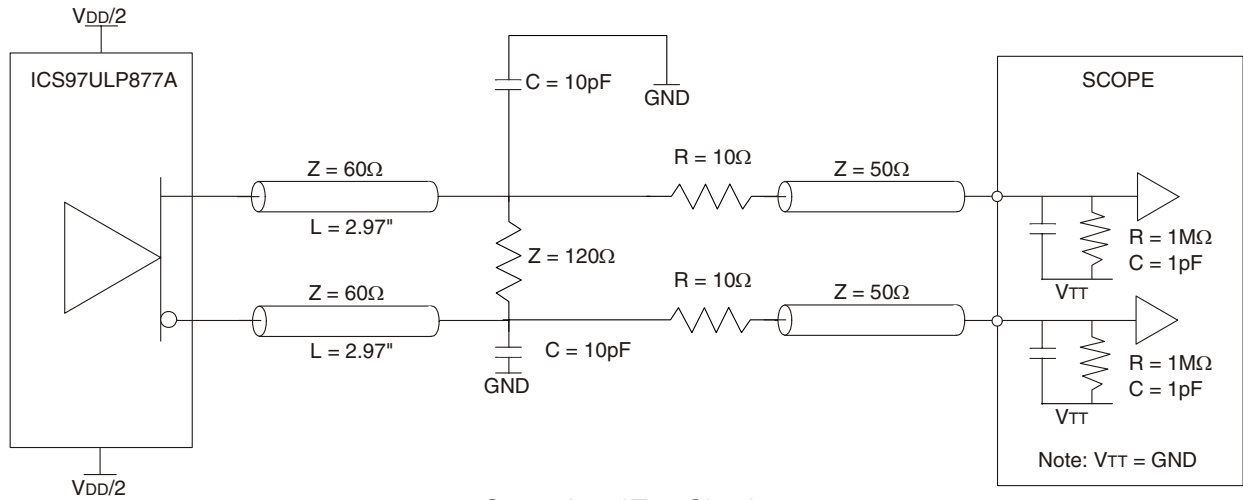 VDD/2
ICS97ULP877A
SCOPE
C = 10pF
GND
Z = 60Ω
L = 2.97"
R = 10Ω
Z = 50Ω
Z = 120Ω
R = 1MΩ
C = 1pF
VTT
Z = 60Ω
L = 2.97"
C = 10pF
GND
R = 10Ω
Z = 50Ω
R = 1MΩ
C = 1pF
VTT
Note: VTT = GND
VDD/2